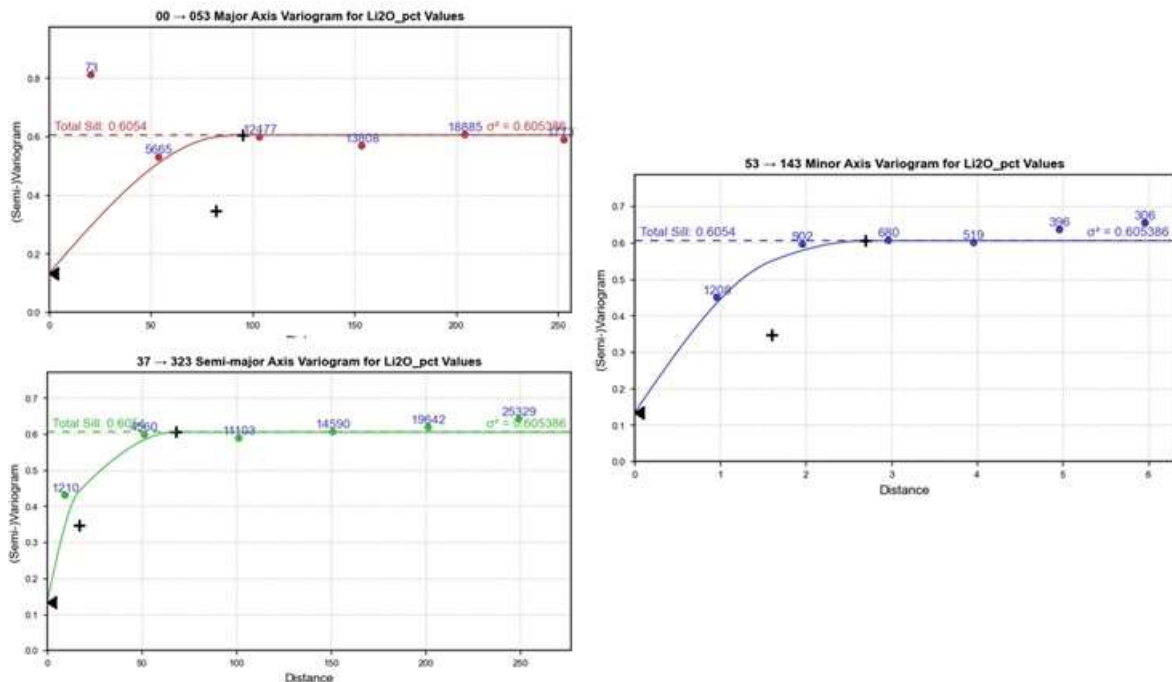 00 → 053 Major Axis Variogram for Li2O_pct Values
(Semi-)Variogram
0.8
0.6
0.4
0.2
0.0
73
Total Sill: 0.6054
5665
12477
13808
18885
σ² = 0.605386
0 50 100 150 200 250
37 → 323 Semi-major Axis Variogram for Li2O_pct Values
(Semi-)Variogram
0.7
0.6
0.5
0.4
0.3
0.2
0.1
0.0
Total Sill: 0.6054
1210
4560
11103
14590
19642
25329
σ² = 0.605386
0 50 100 150 200 250
Distance
53 → 143 Minor Axis Variogram for Li2O_pct Values
(Semi-)Variogram
0.7
0.6
0.5
0.4
0.3
0.2
0.1
0.0
Total Sill: 0.6054
1209
902
680
519
396
306
σ² = 0.605386
0 1 2 3 4 5 6
Distance